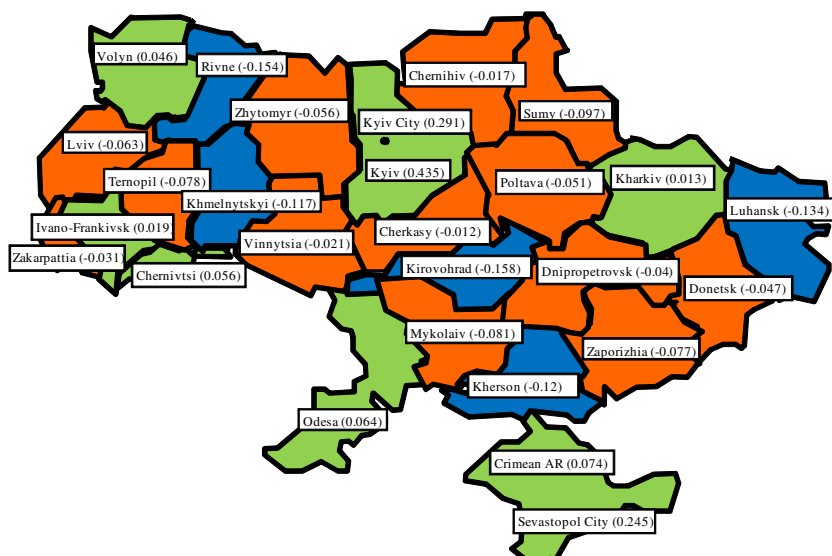 Volyn (0.046)
Rivne (-0.154)
Chernihiv (-0.017)
Zhytomyr (-0.056)
Kyiv City (0.291)
Sumy (-0.097)
Lviv (-0.063)
Ternopil (-0.078)
Kyiv (0.435)
Poltava (-0.051)
Kharkiv (0.013)
Khmelnytskyi (-0.117)
Luhansk (-0.134)
Ivano-Frankivsk (0.019
Vinnytsia (-0.021)
Cherkasy (-0.012)
Zakarpattia (-0.031)
Chernivtsi (0.056)
Kirovohrad (-0.158)
Dnipropetrovsk (-0.04)
Donetsk (-0.047)
Mykolaiv (-0.081)
Zaporizhia (-0.077)
Kherson (-0.12)
Odesa (0.064)
Crimean AR (0.074)
Sevastopol City (0.245)